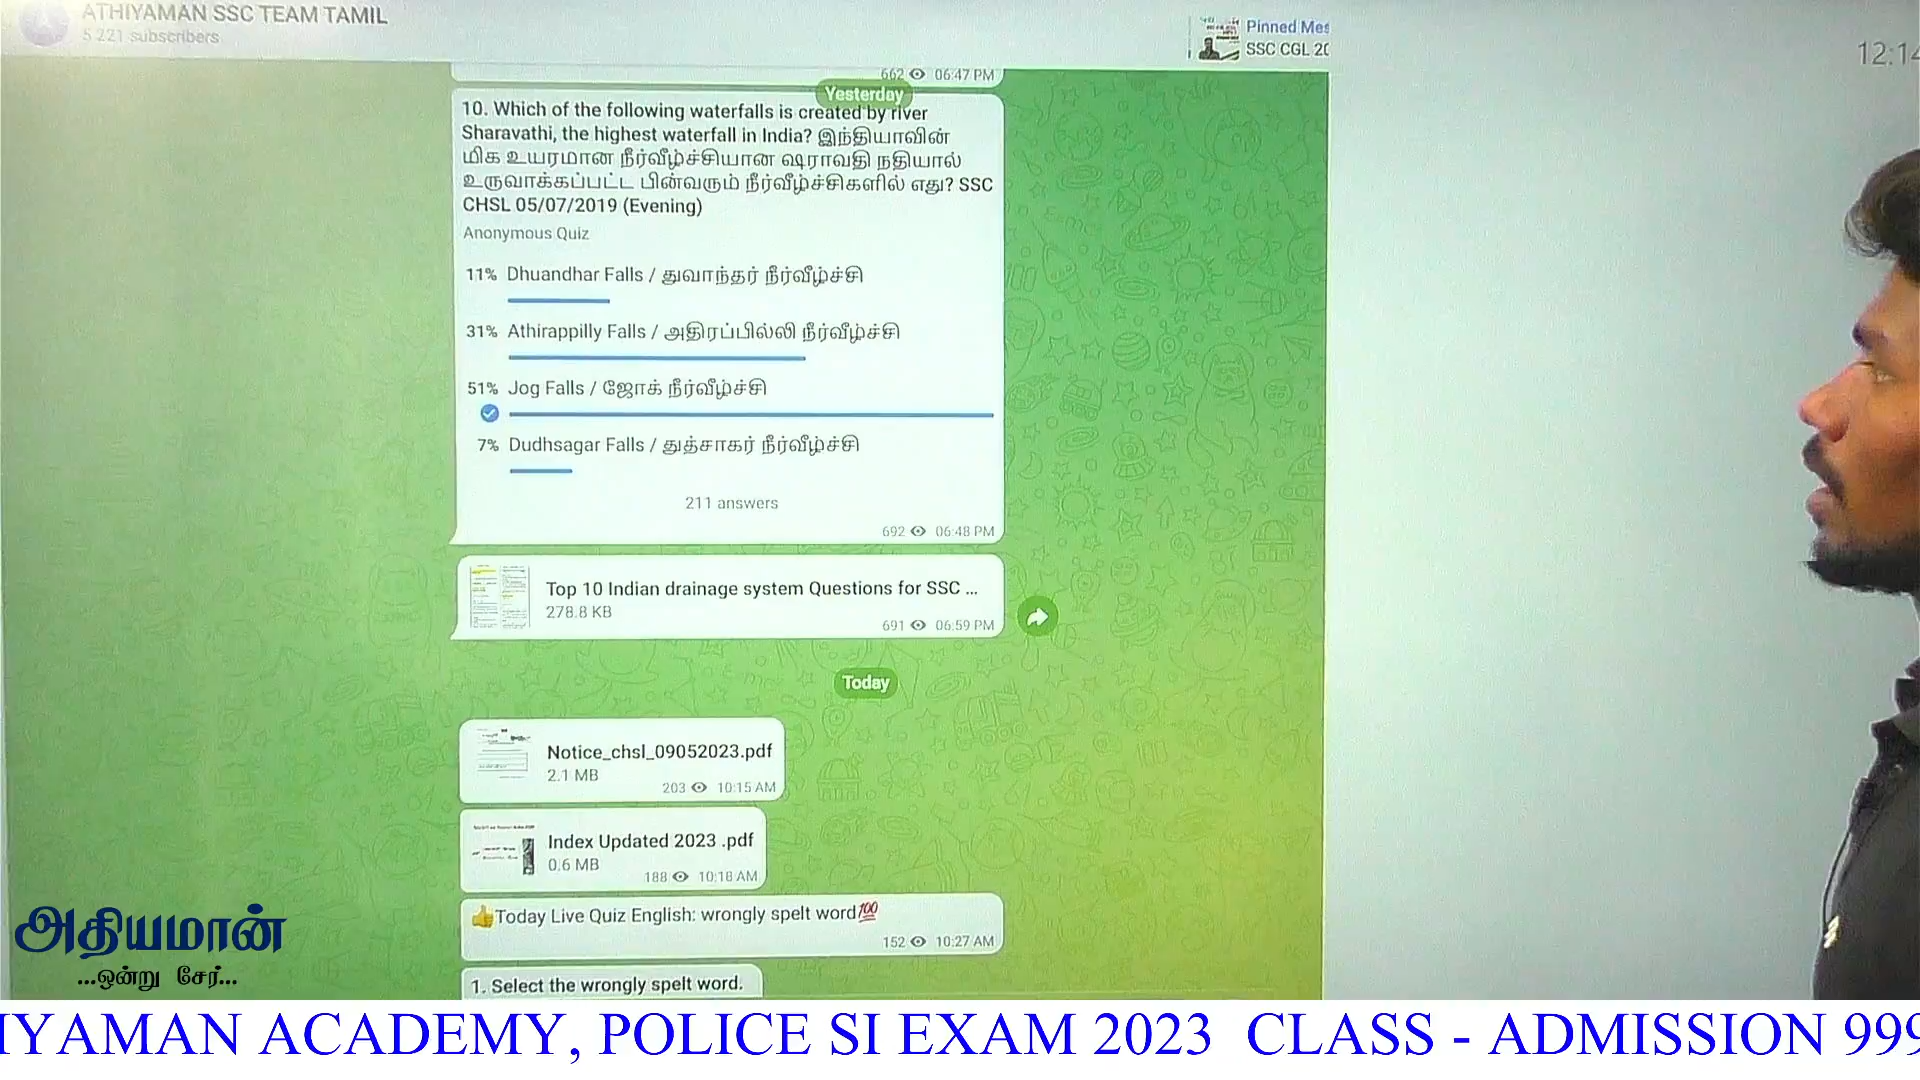 ATHIYAMAN SSC TEAM TAMIL
5 221 subscribers
Pinned Mes
SSC CGL 20
12:14
662 06:47 PM
Yesterday
10. Which of the following waterfalls is created by river
Sharavathi, the highest waterfall in India? இந்தியாவின்
மிக உயரமான நீர்வீழ்ச்சியான ஷராவதி நதியால்
உருவாக்கப்பட்ட பின்வரும் நீர்வீழ்ச்சிகளில் எது? SSC
CHSL 05/07/2019 (Evening)
Anonymous Quiz
11% Dhuandhar Falls / துவாந்தர் நீர்வீழ்ச்சி
31% Athirappilly Falls / அதிரப்பில்லி நீர்வீழ்ச்சி
51% Jog Falls / ஜோக் நீர்வீழ்ச்சி
7% Dudhsagar Falls / துத்சாகர் நீர்வீழ்ச்சி
211 answers
692 06:48 PM
Top 10 Indian drainage system Questions for SSC ...
278.8 KB
691 06:59 PM
Today
Notice_chsl_09052023.pdf
2.1 MB
203 10:15 AM
Index Updated 2023 .pdf
0.6 MB
188 10:18 AM
👍Today Live Quiz English: wrongly spelt word💯
152 10:27 AM
1. Select the wrongly spelt word.
அதியமான்
...ஒன்று சேர்...
IYAMAN ACADEMY, POLICE SI EXAM 2023 CLASS - ADMISSION 999